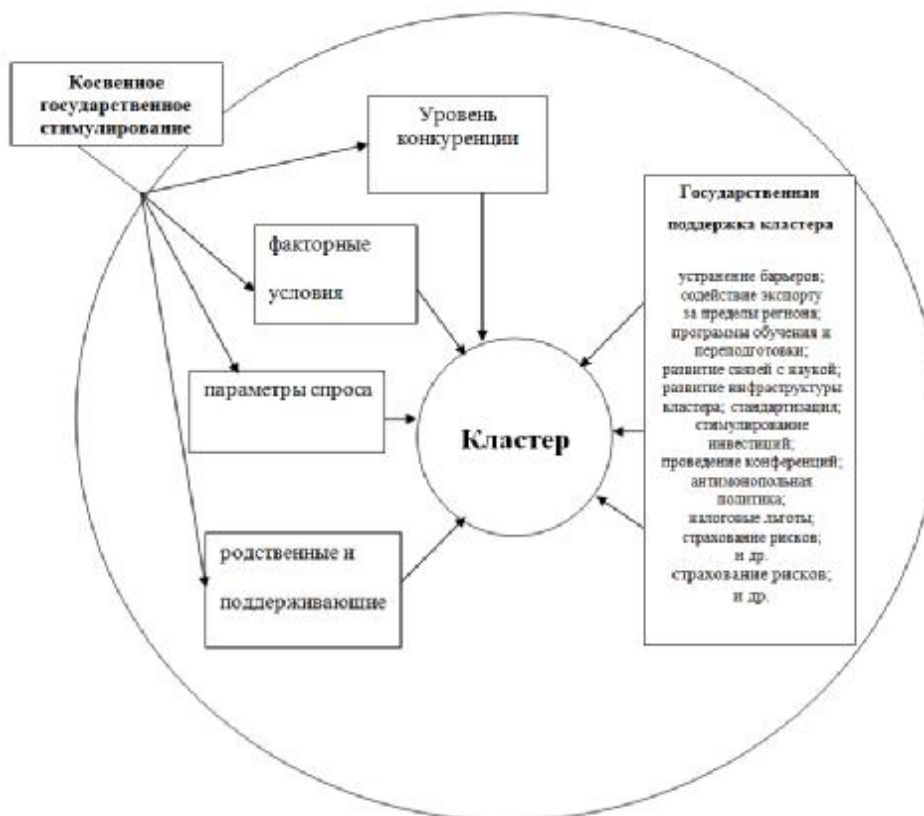 Косвенное
государственное
стимулирование
Уровень
конкуренции
факторные
условия
параметры спроса
родственные и
поддерживающие
Кластер
Государственная
поддержка кластера
устранение барьеров;
содействие экспорту
за пределы региона;
программы обучения и
переподготовки;
развитие связей с наукой;
развитие инфраструктуры
кластера; стандартизация;
стимулирование
инвестиций;
проведение конференций;
антимонопольная
политика;
налоговые льготы;
страхование рисков;
и др.
страхование рисков;
и др.